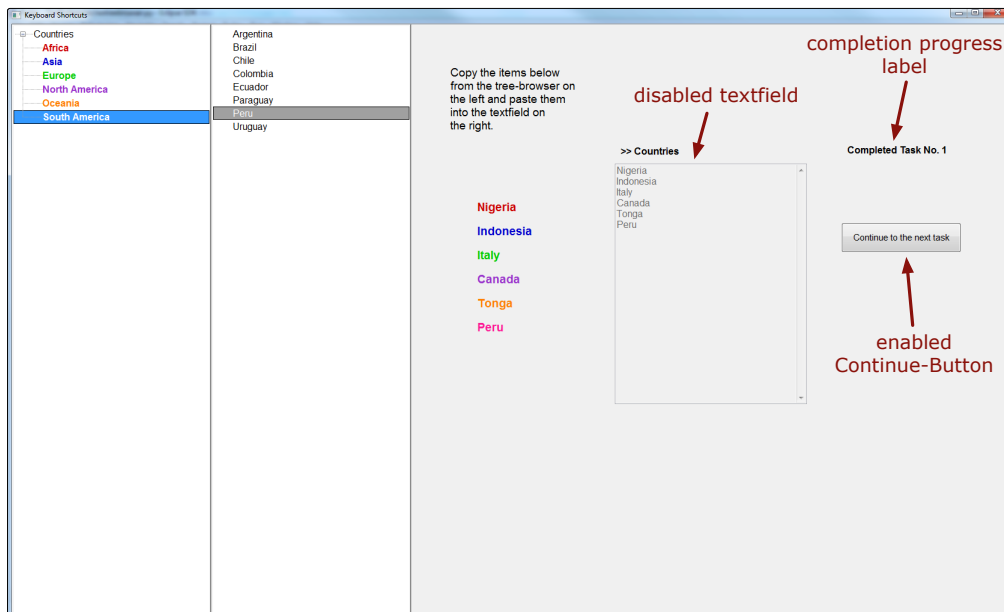 Keyboard Shortcuts
Countries
Africa
Asia
Europe
North America
Oceania
South America
Argentina
Brazil
Chile
Colombia
Ecuador
Paraguay
Peru
Uruguay
Copy the items below
from the tree-browser on
the left and paste them
into the textfield on
the right.
Nigeria
Indonesia
Italy
Canada
Tonga
Peru
disabled textfield
>> Countries
Nigeria
Indonesia
Italy
Canada
Tonga
Peru
completion progress
label
Completed Task No. 1
Continue to the next task
enabled
Continue-Button